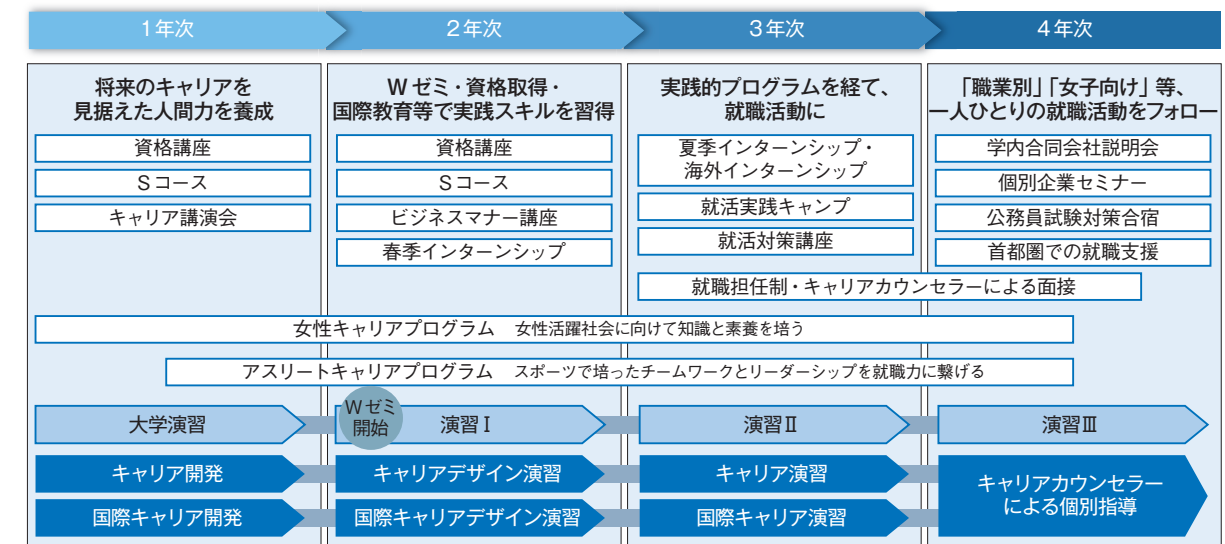 1年次
2年次
3年次
4年次
将来のキャリアを
見据えた人間力を養成
資格講座
Sコース
キャリア講演会
Wゼミ・資格取得・
国際教育等で実践スキルを習得
資格講座
Sコース
ビジネスマナー講座
春季インターンシップ
実践的プログラムを経て、
就職活動に
夏季インターンシップ・
海外インターンシップ
就活実践キャンプ
就活対策講座
「職業別」「女子向け」等、
一人ひとりの就職活動をフォロー
学内合同会社説明会
個別企業セミナー
公務員試験対策合宿
首都圏での就職支援
就職担任制・キャリアカウンセラーによる面接
女性キャリアプログラム 女性活躍社会に向けて知識と素養を培う
アスリートキャリアプログラム スポーツで培ったチームワークとリーダーシップを就職力に繋げる
大学演習
Wゼミ
開始
演習Ⅰ
演習Ⅱ
演習Ⅲ
キャリア開発
キャリアデザイン演習
キャリア演習
国際キャリア開発
国際キャリアデザイン演習
国際キャリア演習
キャリアカウンセラー
による個別指導